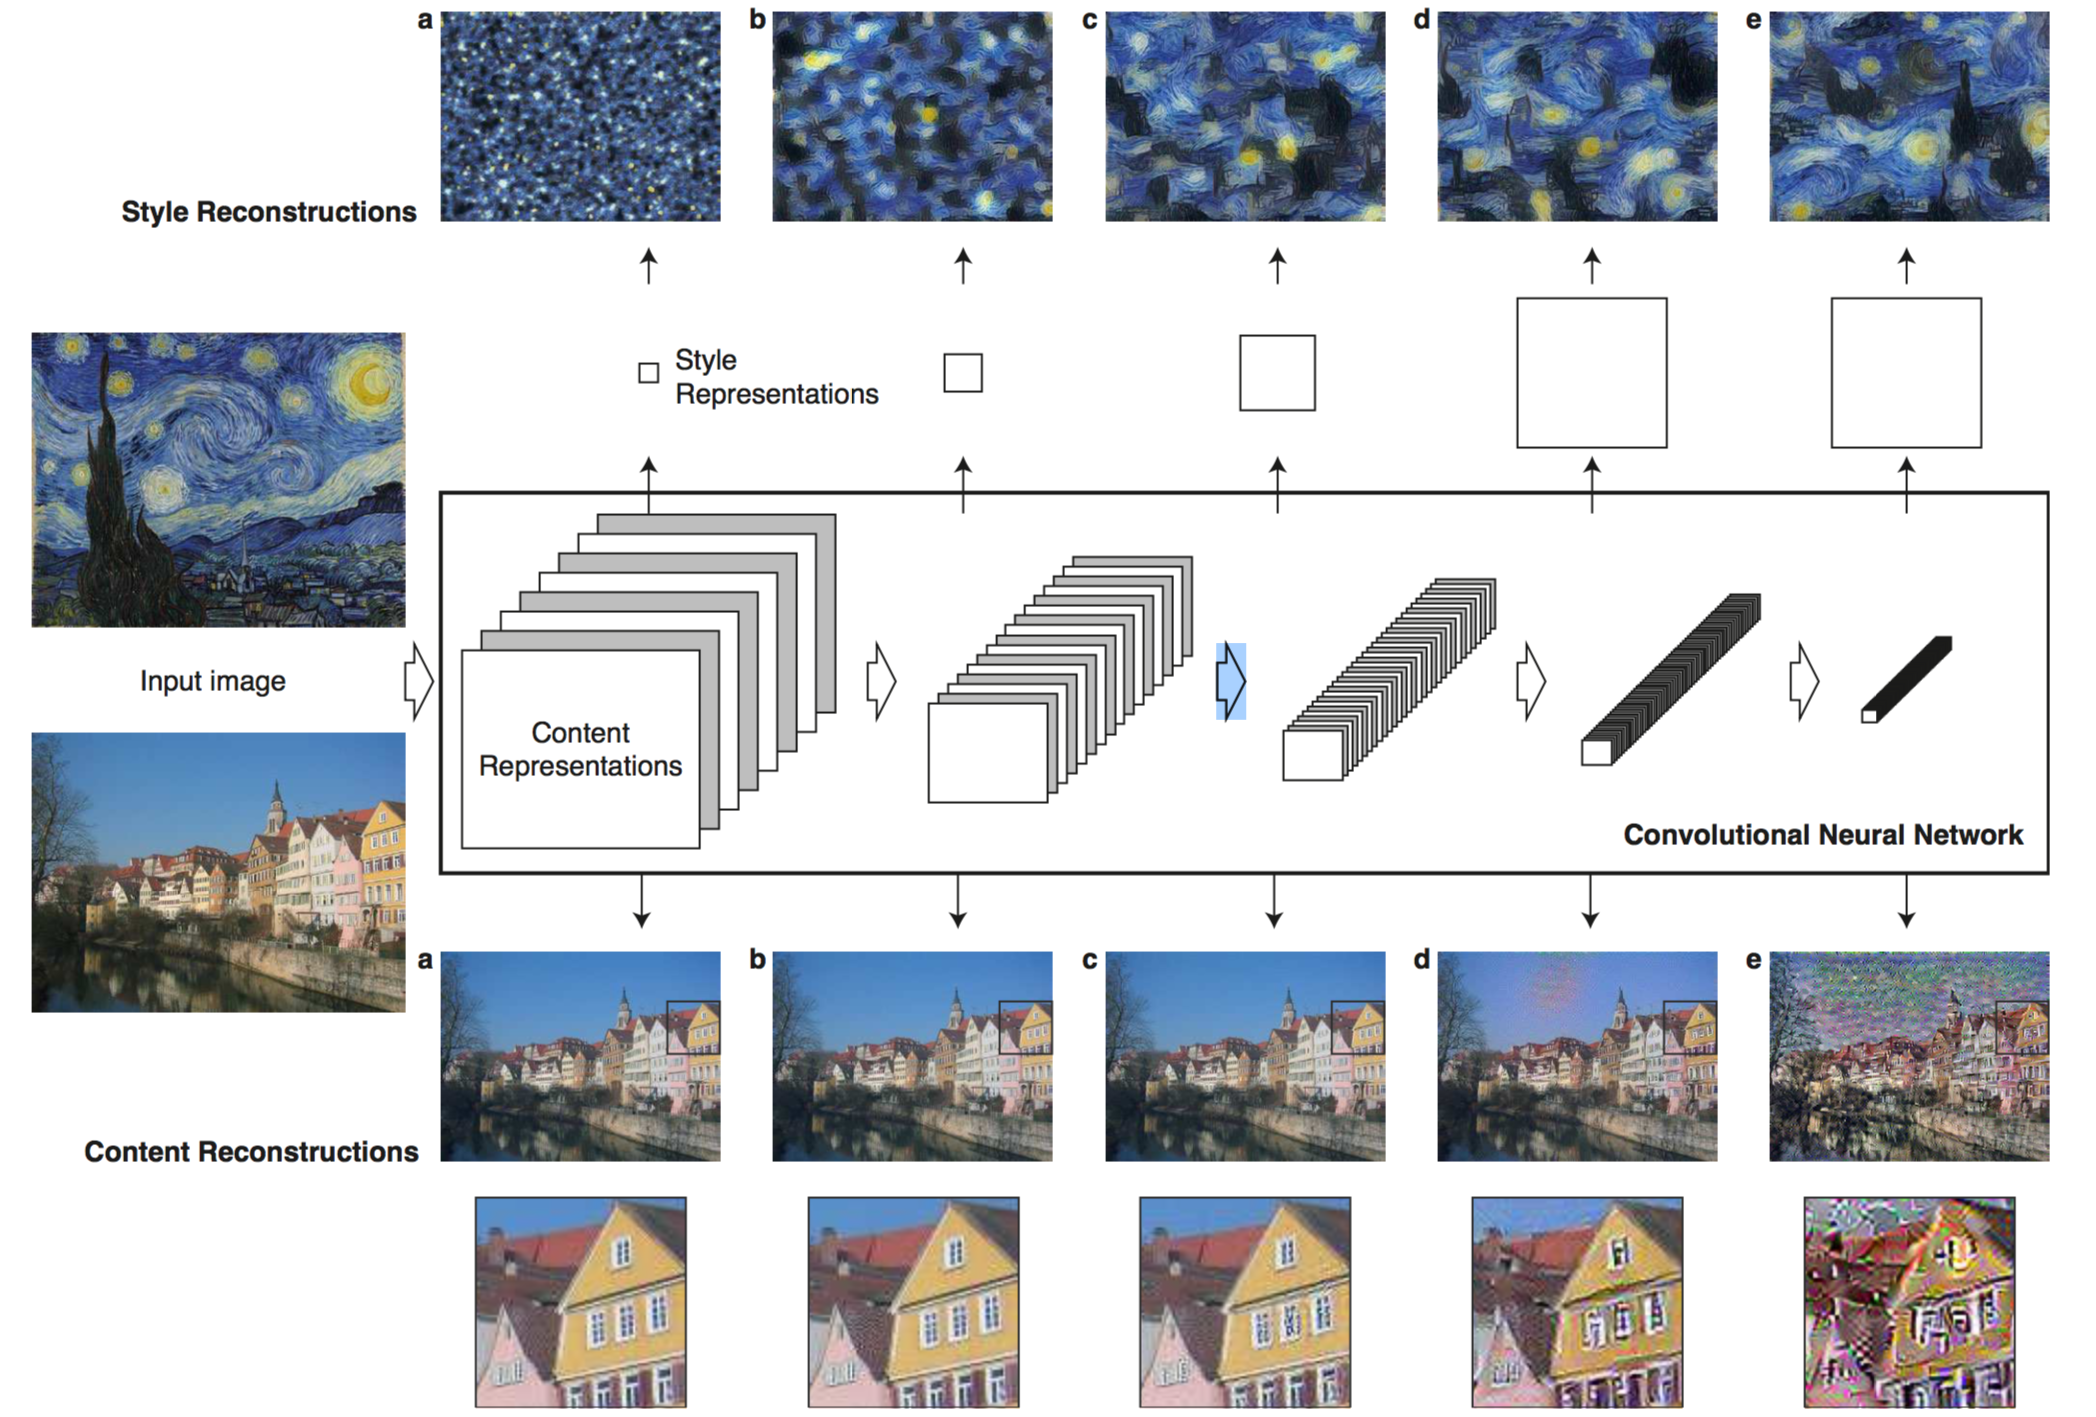 a
b
c
d
e
Style Reconstructions
Style
Representations
Input image
Content
Representations
Convolutional Neural Network
a
b
c
d
e
Content Reconstructions